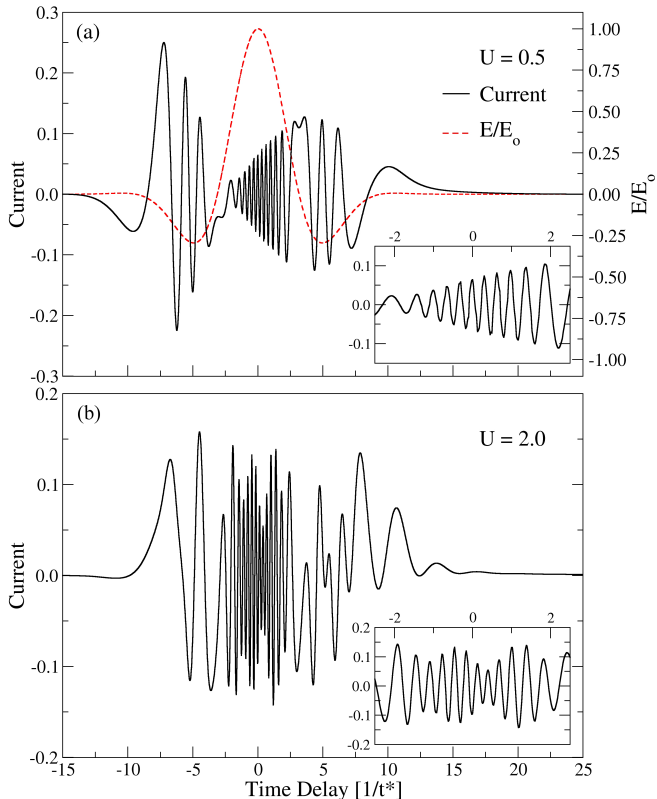 (a)
U = 0.5
Current
E/Eo
0.3
0.2
0.1
0.0
-0.1
-0.2
-0.3
Current
1.00
0.75
0.50
0.25
0.00
-0.25
-0.50
-0.75
-1.00
E/Eo
-2 0 2
0.1
0.0
-0.1
(b)
U = 2.0
0.2
0.1
0.0
-0.1
-0.2
Current
-2 0 2
0.2
0.1
0.0
-0.1
-0.2
-15 -10 -5 0 5 10 15 20 25
Time Delay [1/t*]